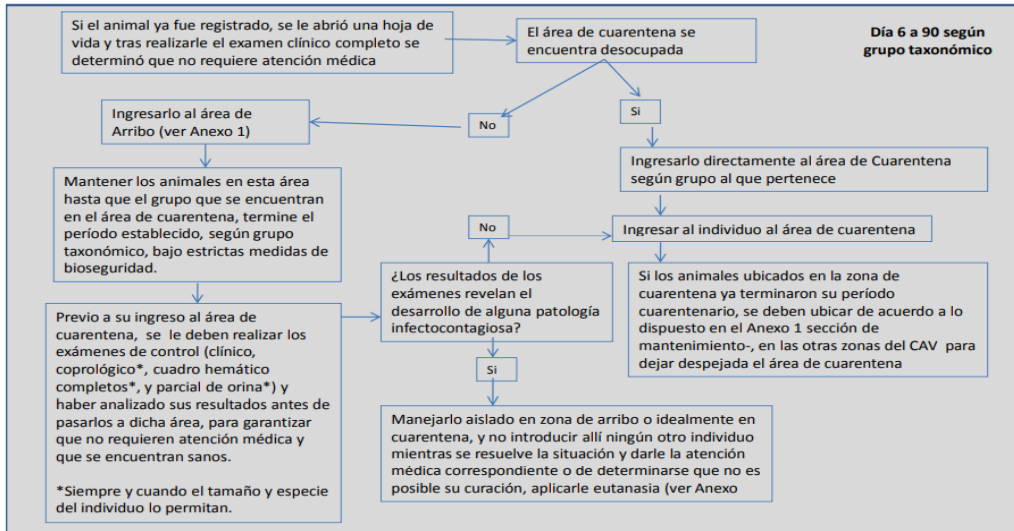 Si el animal ya fue registrado, se le abrió una hoja de
vida y tras realizarle el examen clínico completo se
determinó que no requiere atención médica
El área de cuarentena se
encuentra desocupada
Día 6 a 90 según
grupo taxonómico
Ingresarlo al área de
Arribo (ver Anexo 1)
No
Si
Ingresarlo directamente al área de Cuarentena
según grupo al que pertenece
Mantener los animales en esta área
hasta que el grupo que se encuentran
en el área de cuarentena, termine el
período establecido, según grupo
taxonómico, bajo estrictas medidas de
bioseguridad.
No
Ingresar al individuo al área de cuarentena
¿Los resultados de los
exámenes revelan el
desarrollo de alguna patología
infectocontagiosa?
Si los animales ubicados en la zona de
cuarentena ya terminaron su período
cuarentenario, se deben ubicar de acuerdo a lo
dispuesto en el Anexo 1 sección de
mantenimiento-, en las otras zonas del CAV para
dejar despejada el área de cuarentena
Previo a su ingreso al área de
cuarentena, se le deben realizar los
exámenes de control (clínico,
coprológico*, cuadro hemático
completos*, y parcial de orina*) y
haber analizado sus resultados antes de
pasarlos a dicha área, para garantizar
que no requieren atención médica y
que se encuentran sanos.
*Siempre y cuando el tamaño y especie
del individuo lo permitan.
Si
Manejarlo aislado en zona de arribo o idealmente en
cuarentena, y no introducir allí ningún otro individuo
mientras se resuelve la situación y darle la atención
médica correspondiente o de determinarse que no es
posible su curación, aplicarle eutanasia (ver Anexo